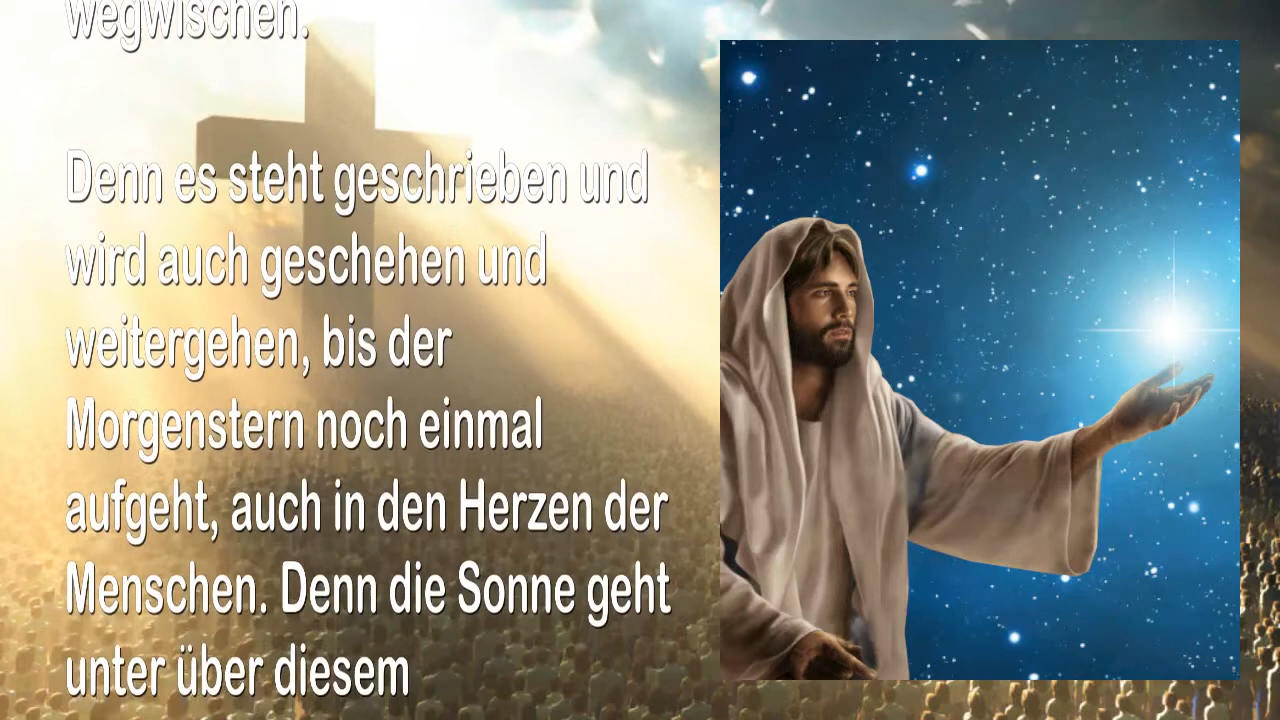 wegwischen.
Denn es steht geschrieben und
wird auch geschehen und
weitergehen, bis der
Morgenstern noch einmal
aufgeht, auch in den Herzen der
Menschen. Denn die Sonne geht
unter über diesem